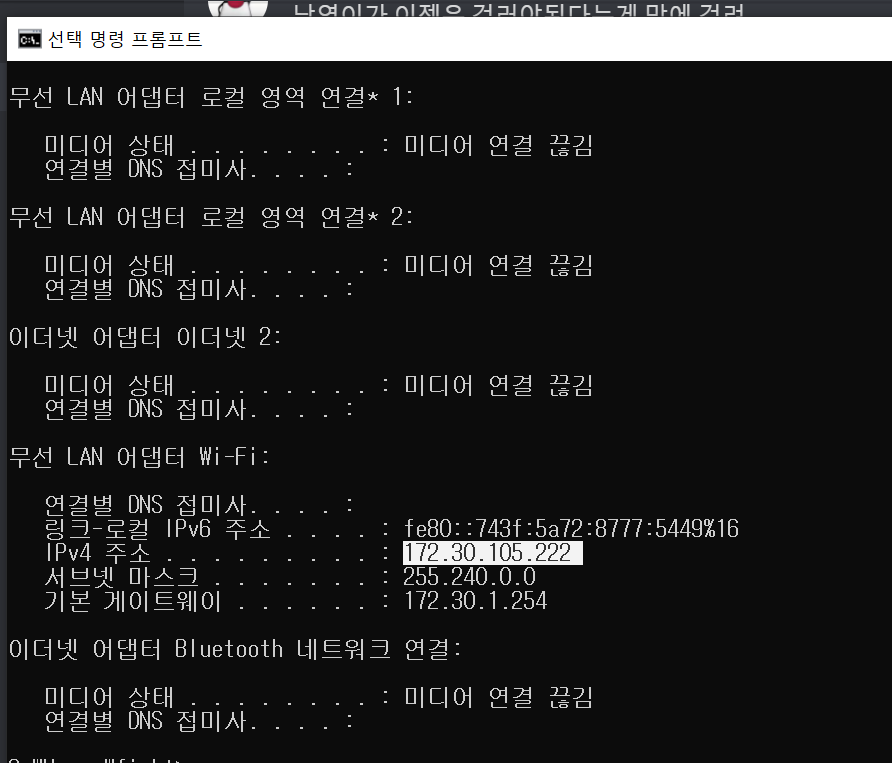 선택 명령 프롬프트
무선 LAN 어댑터 로컬 영역 연결* 1:
미디어 상태 . . . . . . . . : 미디어 연결 끊김
연결별 DNS 접미사. . . . :
무선 LAN 어댑터 로컬 영역 연결* 2:
미디어 상태 . . . . . . . . : 미디어 연결 끊김
연결별 DNS 접미사. . . . :
이더넷 어댑터 이더넷 2:
미디어 상태 . . . . . . . . : 미디어 연결 끊김
연결별 DNS 접미사. . . . :
무선 LAN 어댑터 Wi-Fi:
연결별 DNS 접미사. . . . :
링크-로컬 IPv6 주소 . . . . : fe80::743f:5a72:8777:5449%16
IPv4 주소 . . . . . . . . . : 172.30.105.222
서브넷 마스크 . . . . . . . : 255.240.0.0
기본 게이트웨이 . . . . . . : 172.30.1.254
이더넷 어댑터 Bluetooth 네트워크 연결:
미디어 상태 . . . . . . . . : 미디어 연결 끊김
연결별 DNS 접미사. . . . :